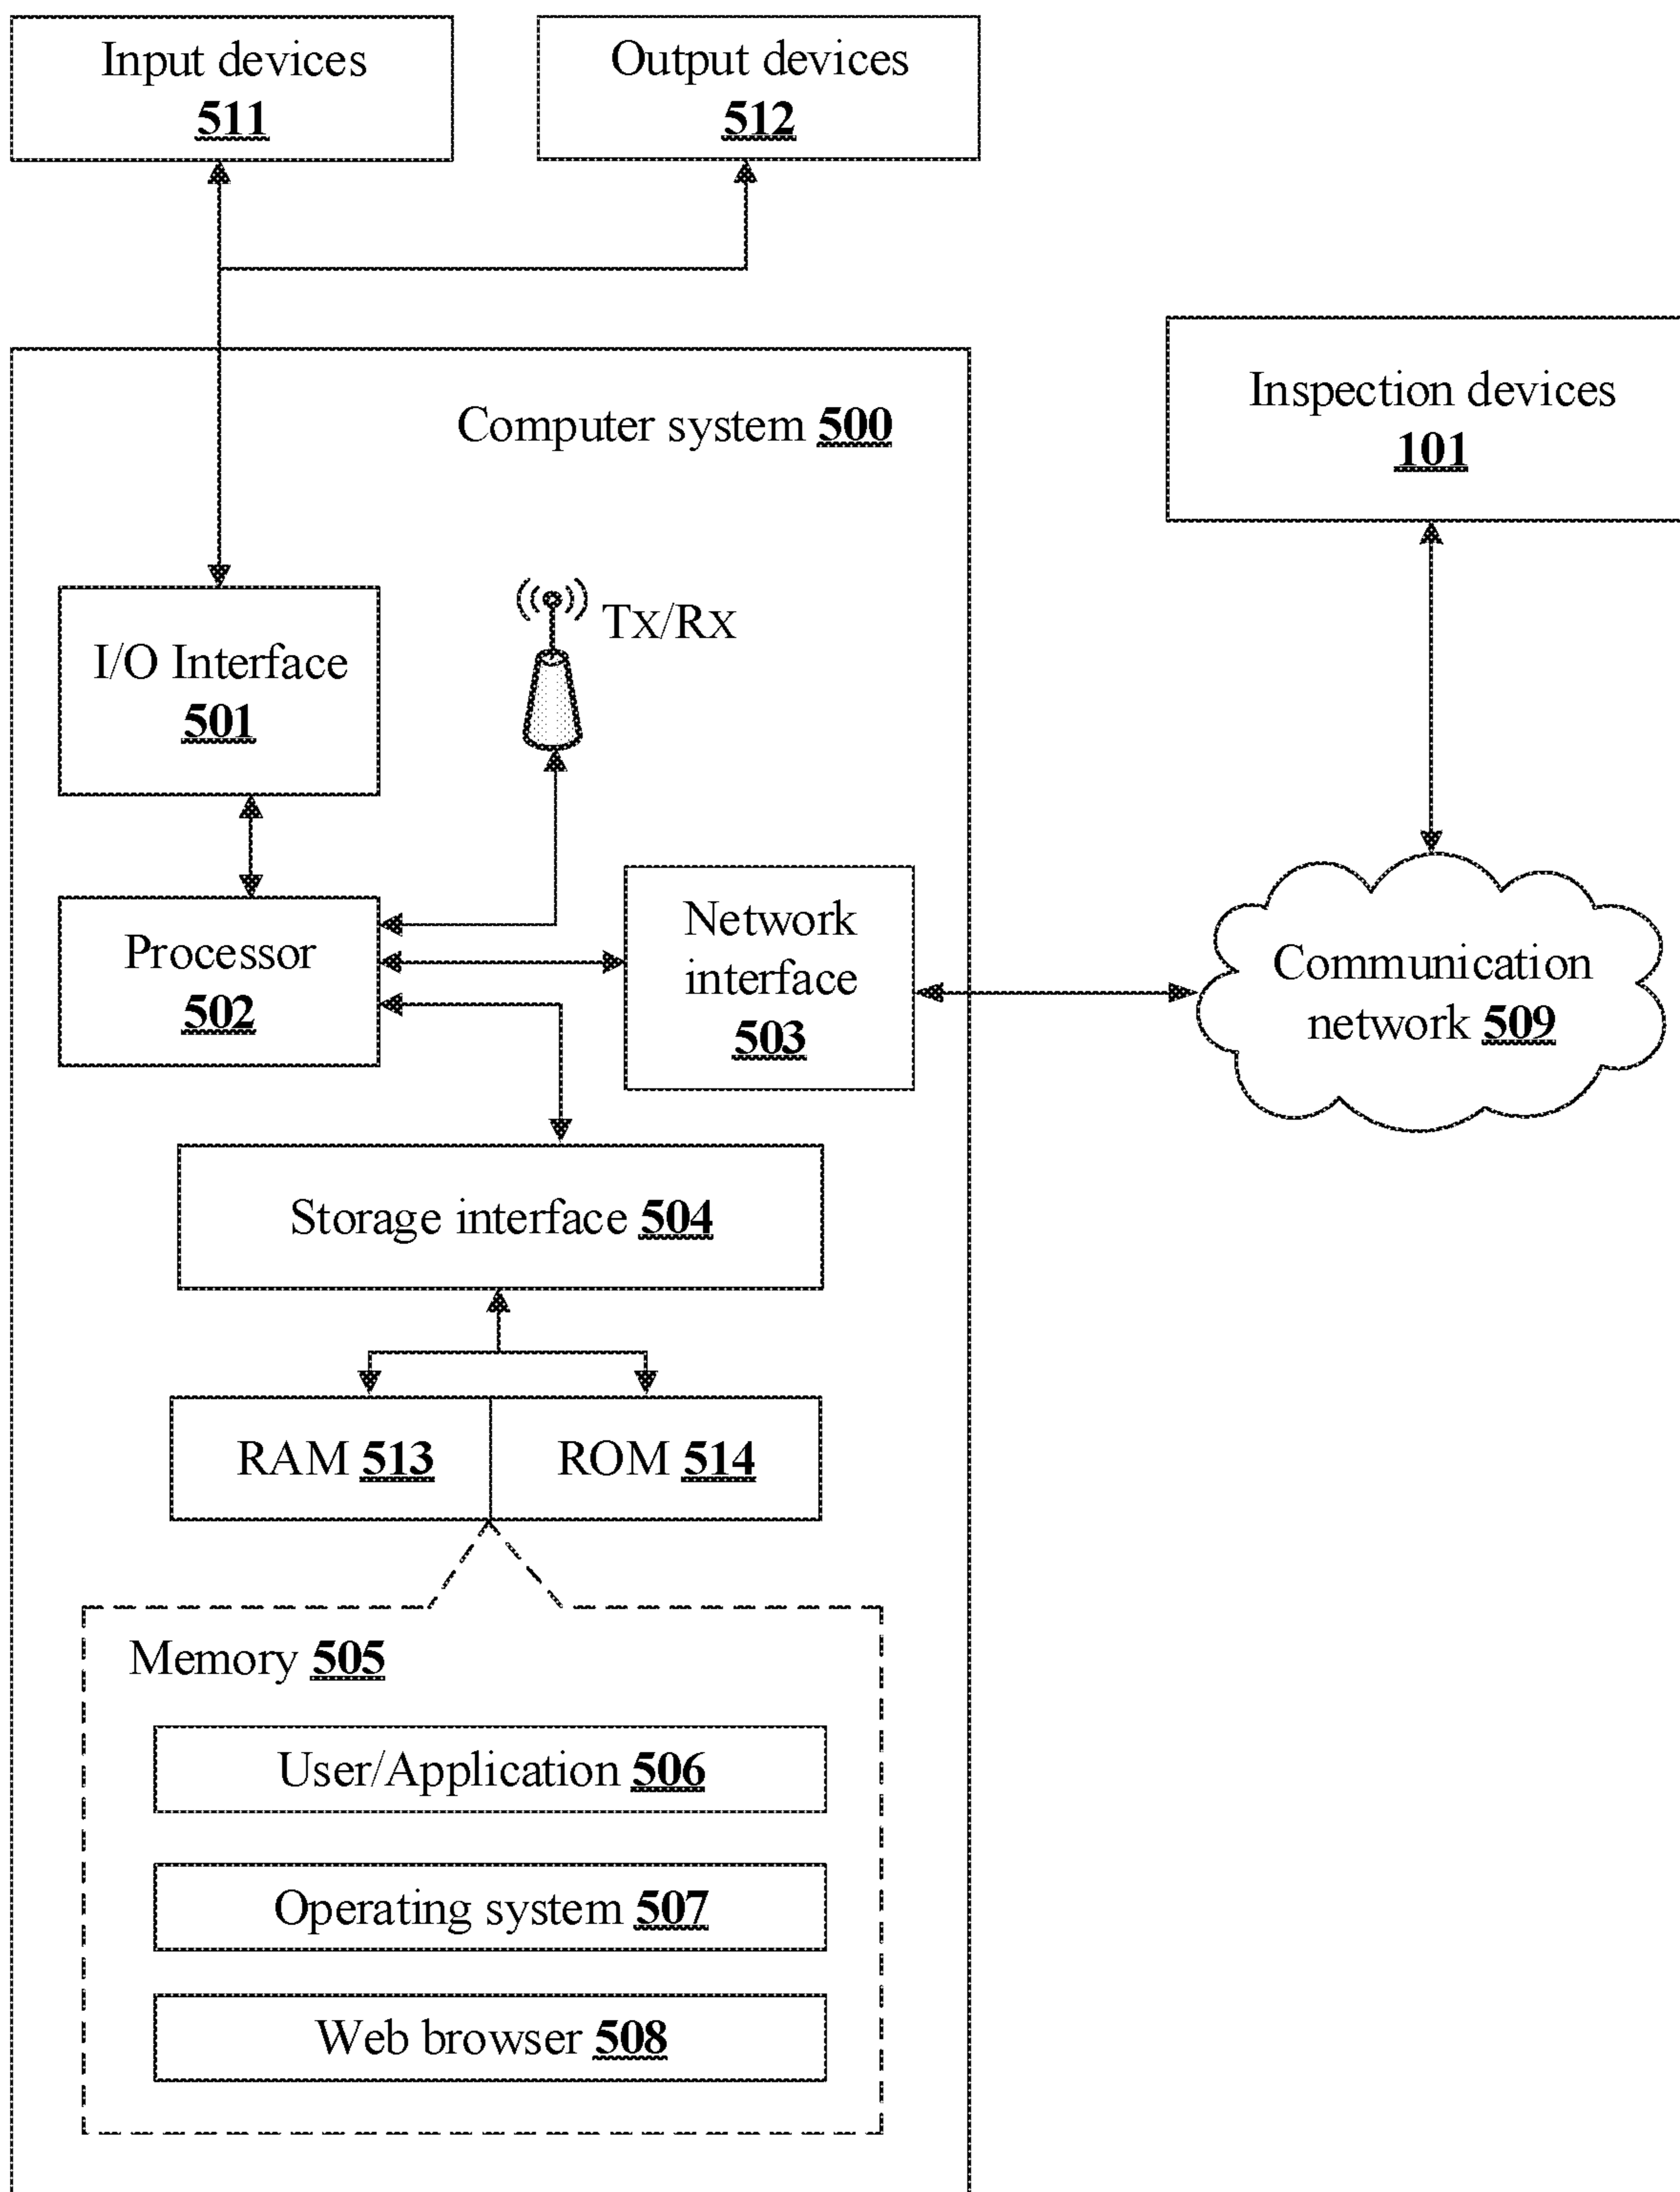 Input devices
511
Output devices
512
Computer system 500
Inspection devices
101
I/O Interface
501
Tx/Rx
Processor
502
Network
interface
503
Communication
network 509
Storage interface 504
RAM 513
ROM 514
Memory 505
User/Application 506
Operating system 507
Web browser 508